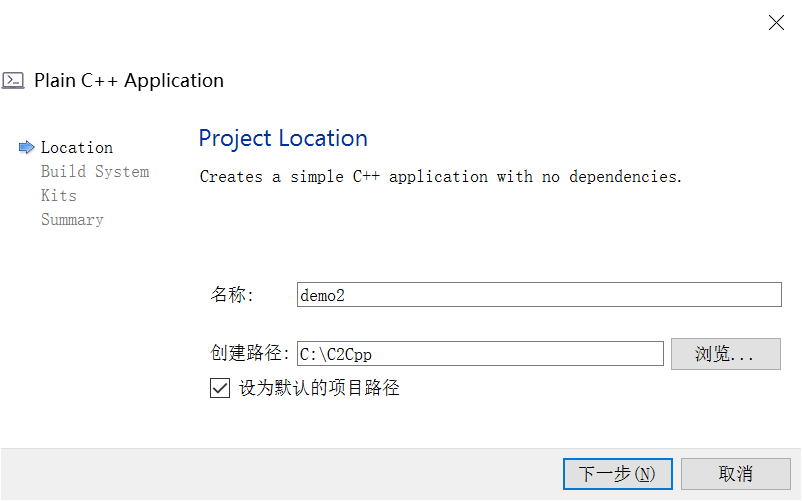 Plain C++ Application
Location
Build System
Kits
Summary
Project Location
Creates a simple C++ application with no dependencies.
名称: demo2
创建路径: C:\C2Cpp 浏览...
设为默认的项目路径
下一步(N) 取消